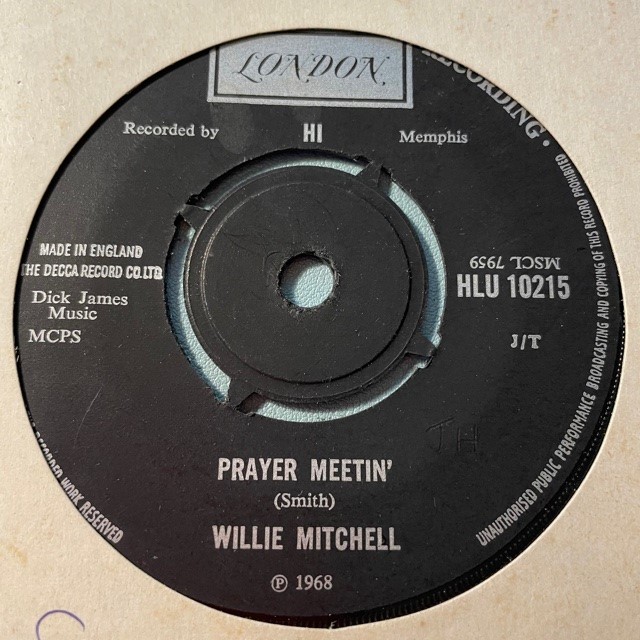 LONDON
RECORDING.
Recorded by HI Memphis
MADE IN ENGLAND
THE DECCA RECORD CO. LTD.
Dick James
Music
MCPS
MSCL 7959
HLU 10215
J/T
JH
PRAYER MEETIN'
(Smith)
WILLIE MITCHELL
℗ 1968
UNAUTHORISED PUBLIC PERFORMANCE BROADCASTING AND COPYING OF THIS RECORD PROHIBITED
RECORDED WORK RESERVED